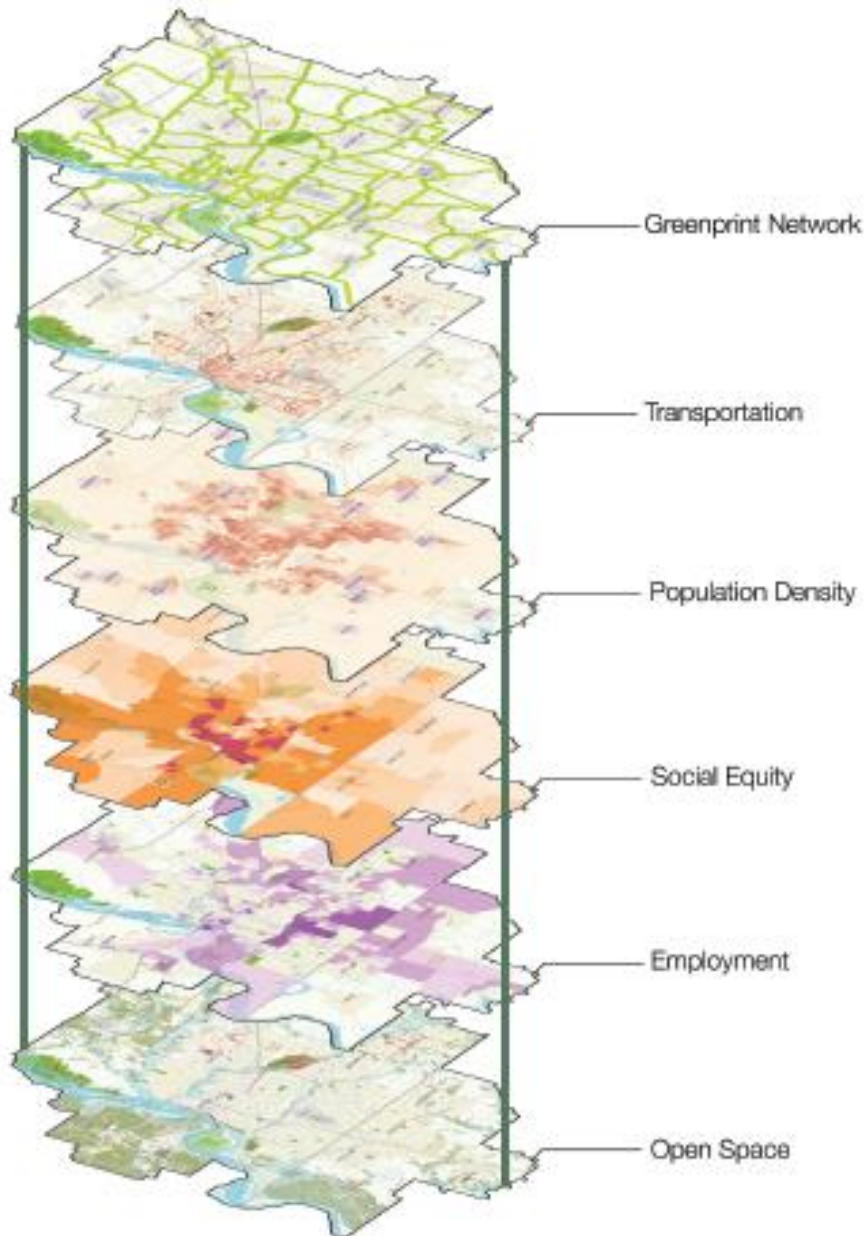 Greenprint Network
Transportation
Population Density
Social Equity
Employment
Open Space